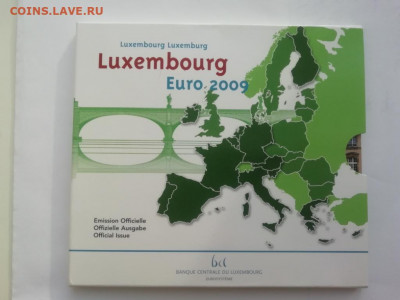 COINS.LAVE.RU
Luxembourg Luxemburg
Luxembourg
Euro 2009
Emission Officielle
Offizielle Ausgabe
Official Issue
bcl
BANQUE CENTRALE DU LUXEMBOURG
EUROSYSTÈME